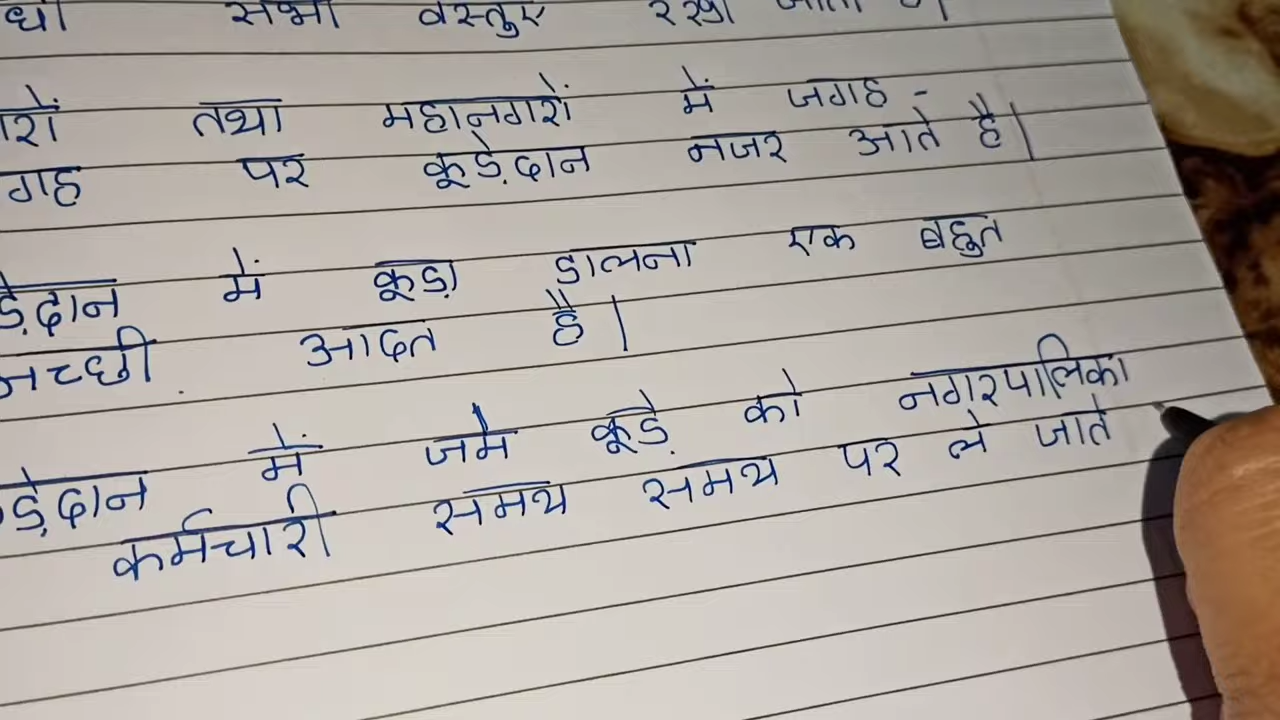 सभी वस्तुए रखी जाती है|
रों तथा महानगरों में जगह -
गह पर कूड़ेदान नजर आते है|
ड़ेदान में कूड़ा डालना एक बहुत
च्छी आदत है|
ड़ेदान में जमे कूड़े को नगरपालिका
कर्मचारी समय समय पर ले जाते